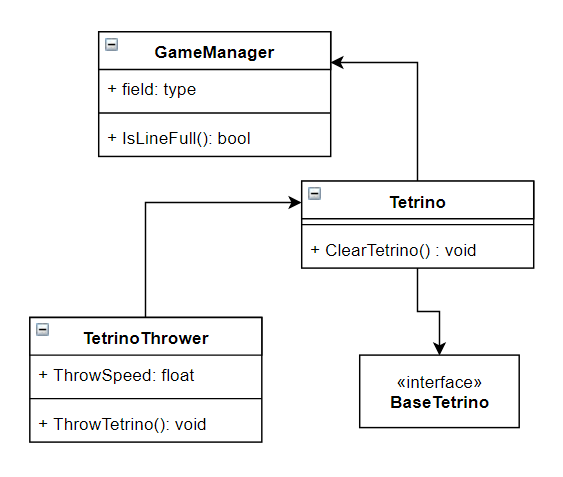 GameManager
+ field: type
+ IsLineFull(): bool
Tetrino
+ ClearTetrino() : void
TetrinoThrower
+ ThrowSpeed: float
+ ThrowTetrino(): void
«interface»
BaseTetrino